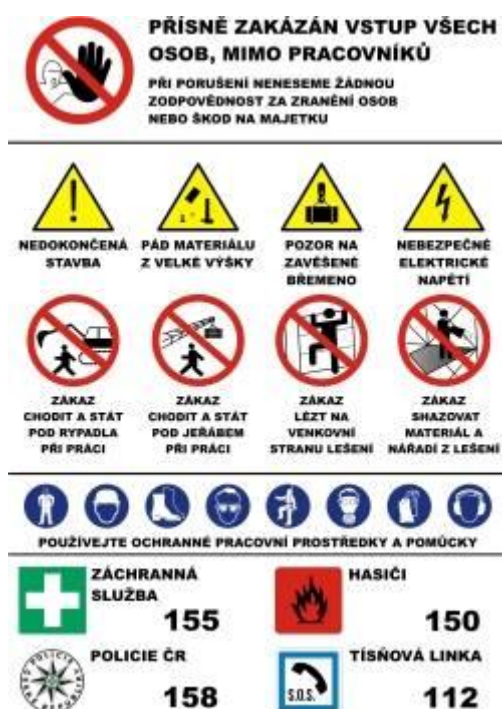 PŘÍSNĚ ZAKÁZÁN VSTUP VŠECH
OSOB, MIMO PRACOVNÍKŮ
PŘI PORUŠENÍ NENESEME ŽÁDNOU
ZODPOVĚDNOST ZA ZRANĚNÍ OSOB
NEBO ŠKOD NA MAJETKU
NEDOKONČENÁ
STAVBA
PÁD MATERIÁLU
Z VELKÉ VÝŠKY
POZOR NA
ZAVĚŠENÉ
BŘEMENO
NEBEZPEČNÉ
ELEKTRICKÉ
NAPĚTÍ
ZÁKAZ
CHODIT A STÁT
POD RYPADLA
PŘI PRÁCI
ZÁKAZ
CHODIT A STÁT
POD JEŘÁBEM
PŘI PRÁCI
ZÁKAZ
LÉZT NA
VENKOVNÍ
STRANU LEŠENÍ
ZÁKAZ
SHAZOVAT
MATERIÁL A
NÁŘADÍ Z LEŠENÍ
POUŽÍVEJTE OCHRANNÉ PRACOVNÍ PROSTŘEDKY A POMŮCKY
ZÁCHRANNÁ
SLUŽBA
155
HASIČI
150
POLICIE ČR
158
TÍSŇOVÁ LINKA
S.O.S.
112